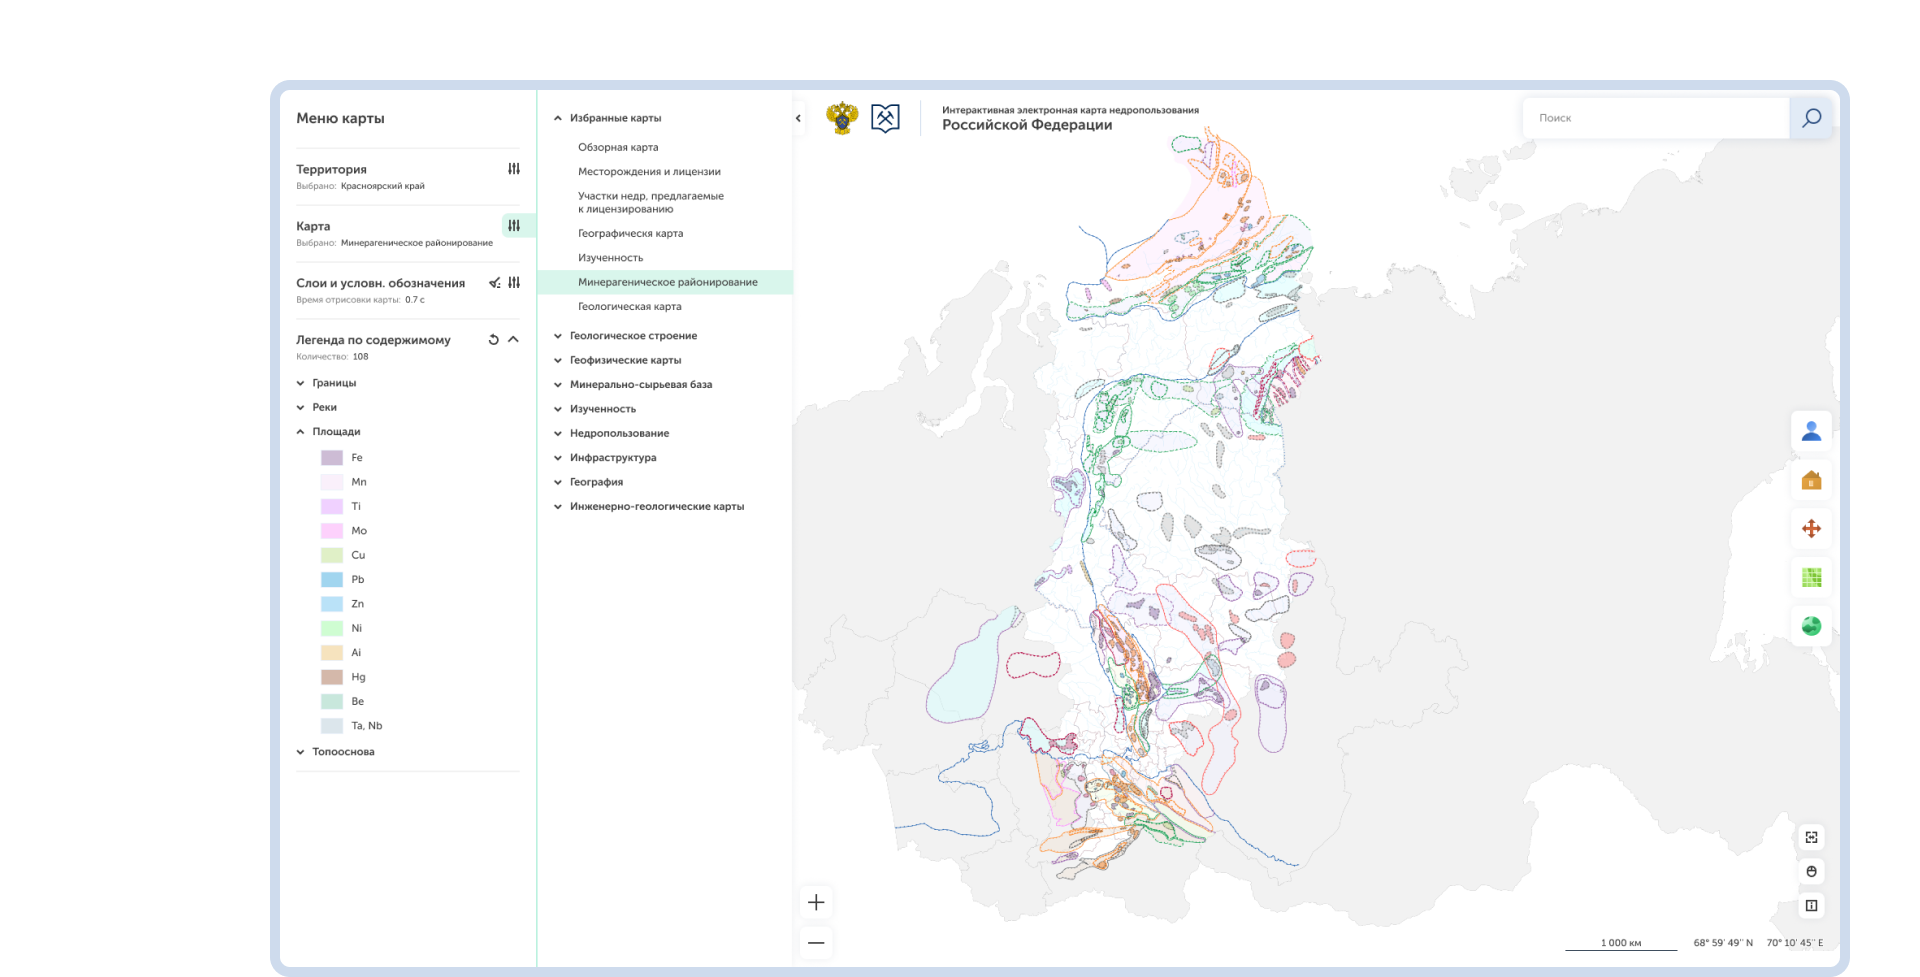 Меню карты
Территория
Выбрано: Красноярский край
Карта
Выбрано: Минерагеническое районирование
Слои и условн. обозначения
Время отрисовки карты: 0.7 с
Легенда по содержимому
Количество: 108
Границы
Реки
Площади
Fe
Mn
Ti
Mo
Cu
Pb
Zn
Ni
Ai
Hg
Be
Ta, Nb
Топооснова
Избранные карты
Обзорная карта
Месторождения и лицензии
Участки недр, предлагаемые
к лицензированию
Географическя карта
Изученность
Минерагеническое районирование
Геологическая карта
Геологическое строение
Геофизические карты
Минерально-сырьевая база
Изученность
Недропользование
Инфраструктура
География
Инженерно-геологические карты
Интерактивная электронная карта недропользования
Российской Федерации
Поиск
1 000 км
68° 59' 49'' N 70° 10' 45'' E